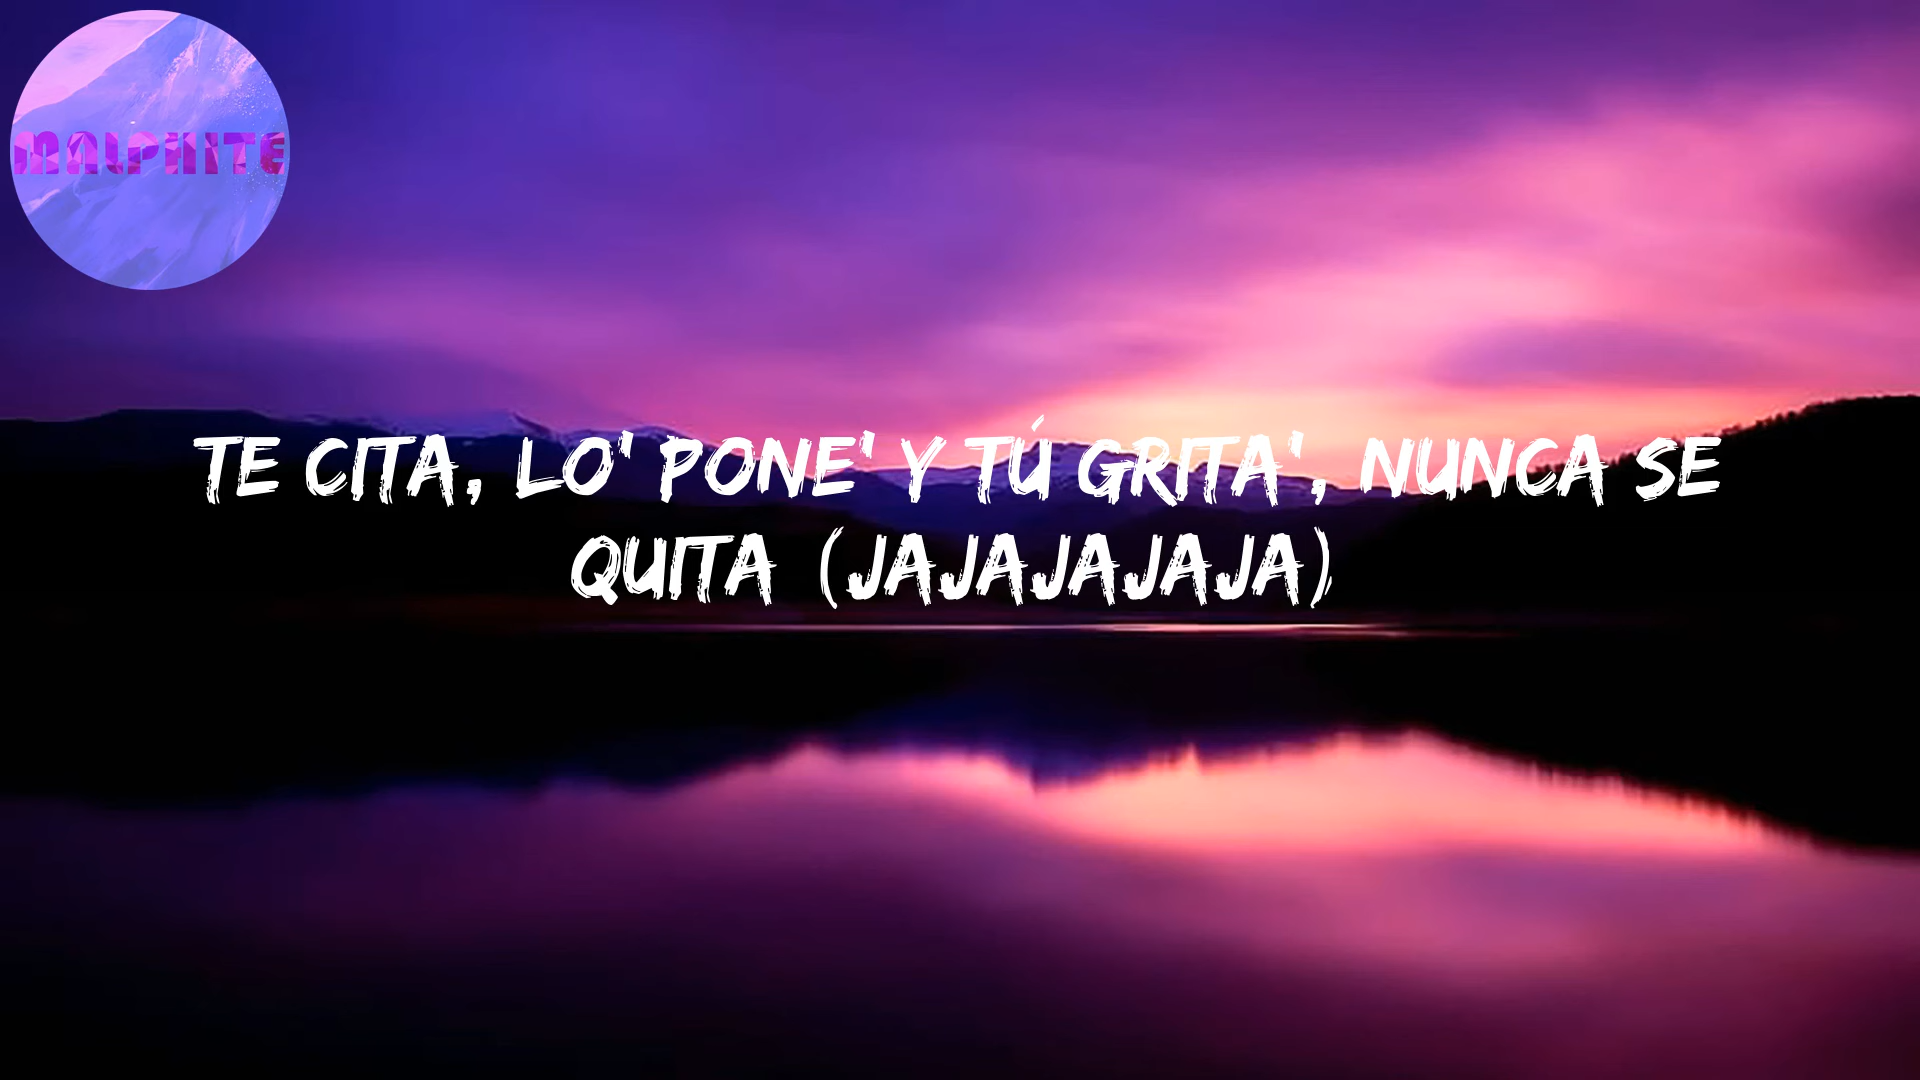 MALPHITE
TE CITA, LO' PONE' Y TÚ GRITA', NUNCA SE
QUITA (JAJAJAJAJA)